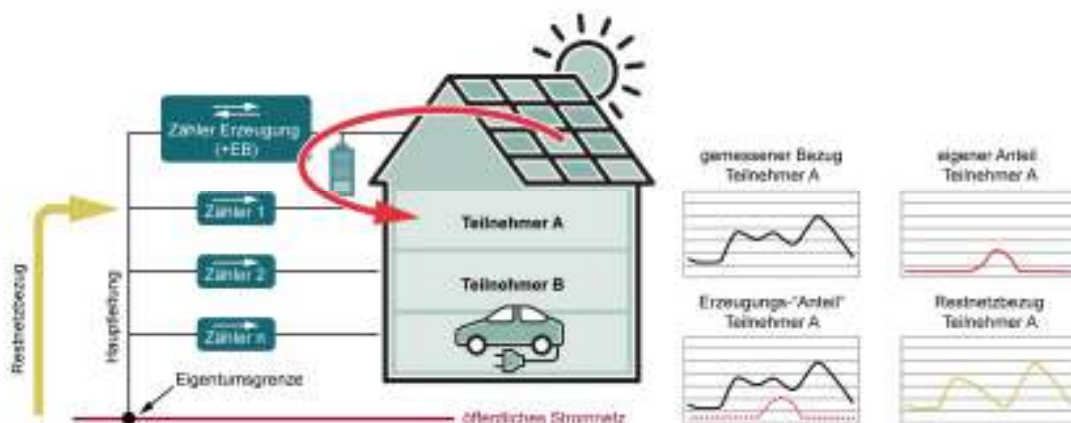 Zähler Erzeugung
(+EB)
Zähler 1
Zähler 2
Zähler n
Restnetzbezug
Hauptleitung
Eigentumsgrenze
öffentliches Stromnetz
Teilnehmer A
Teilnehmer B
gemessener Bezug
Teilnehmer A
eigener Anteil
Teilnehmer A
Erzeugungs-"Anteil"
Teilnehmer A
Restnetzbezug
Teilnehmer A